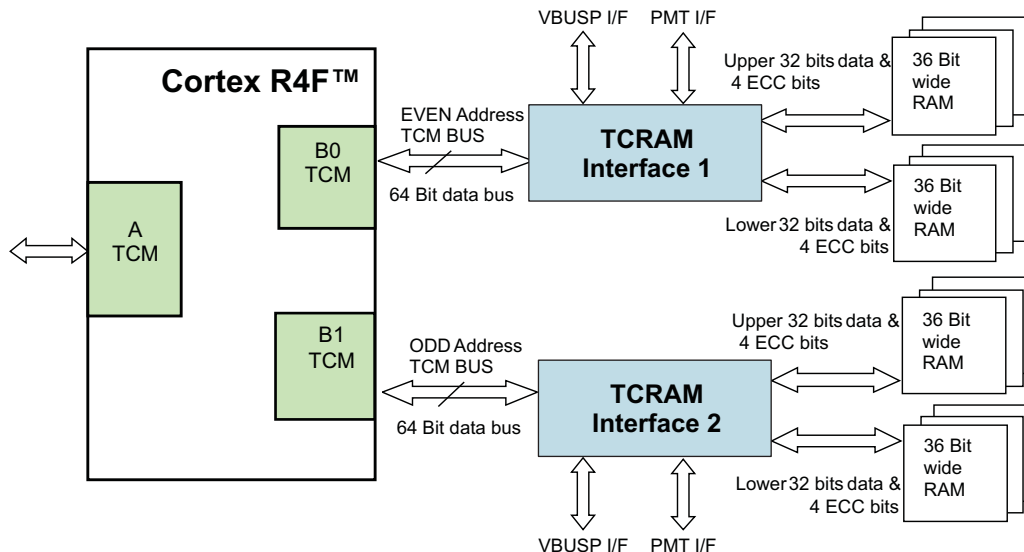 VBUSP I/F
PMT I/F
Cortex R4F™
Upper 32 bits data &
4 ECC bits
36 Bit
wide
RAM
EVEN Address
TCM BUS
TCRAM
Interface 1
B0
TCM
64 Bit data bus
36 Bit
wide
RAM
A
TCM
Lower 32 bits data &
4 ECC bits
B1
TCM
ODD Address
TCM BUS
Upper 32 bits data &
4 ECC bits
36 Bit
wide
RAM
TCRAM
Interface 2
64 Bit data bus
36 Bit
wide
RAM
Lower 32 bits data &
4 ECC bits
VBUSP I/F
PMT I/F